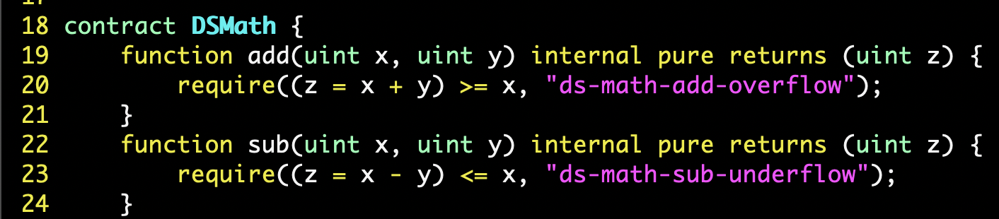 17
18 contract DSMath {
19     function add(uint x, uint y) internal pure returns (uint z) {
20         require((z = x + y) >= x, "ds-math-add-overflow");
21     }
22     function sub(uint x, uint y) internal pure returns (uint z) {
23         require((z = x - y) <= x, "ds-math-sub-underflow");
24     }